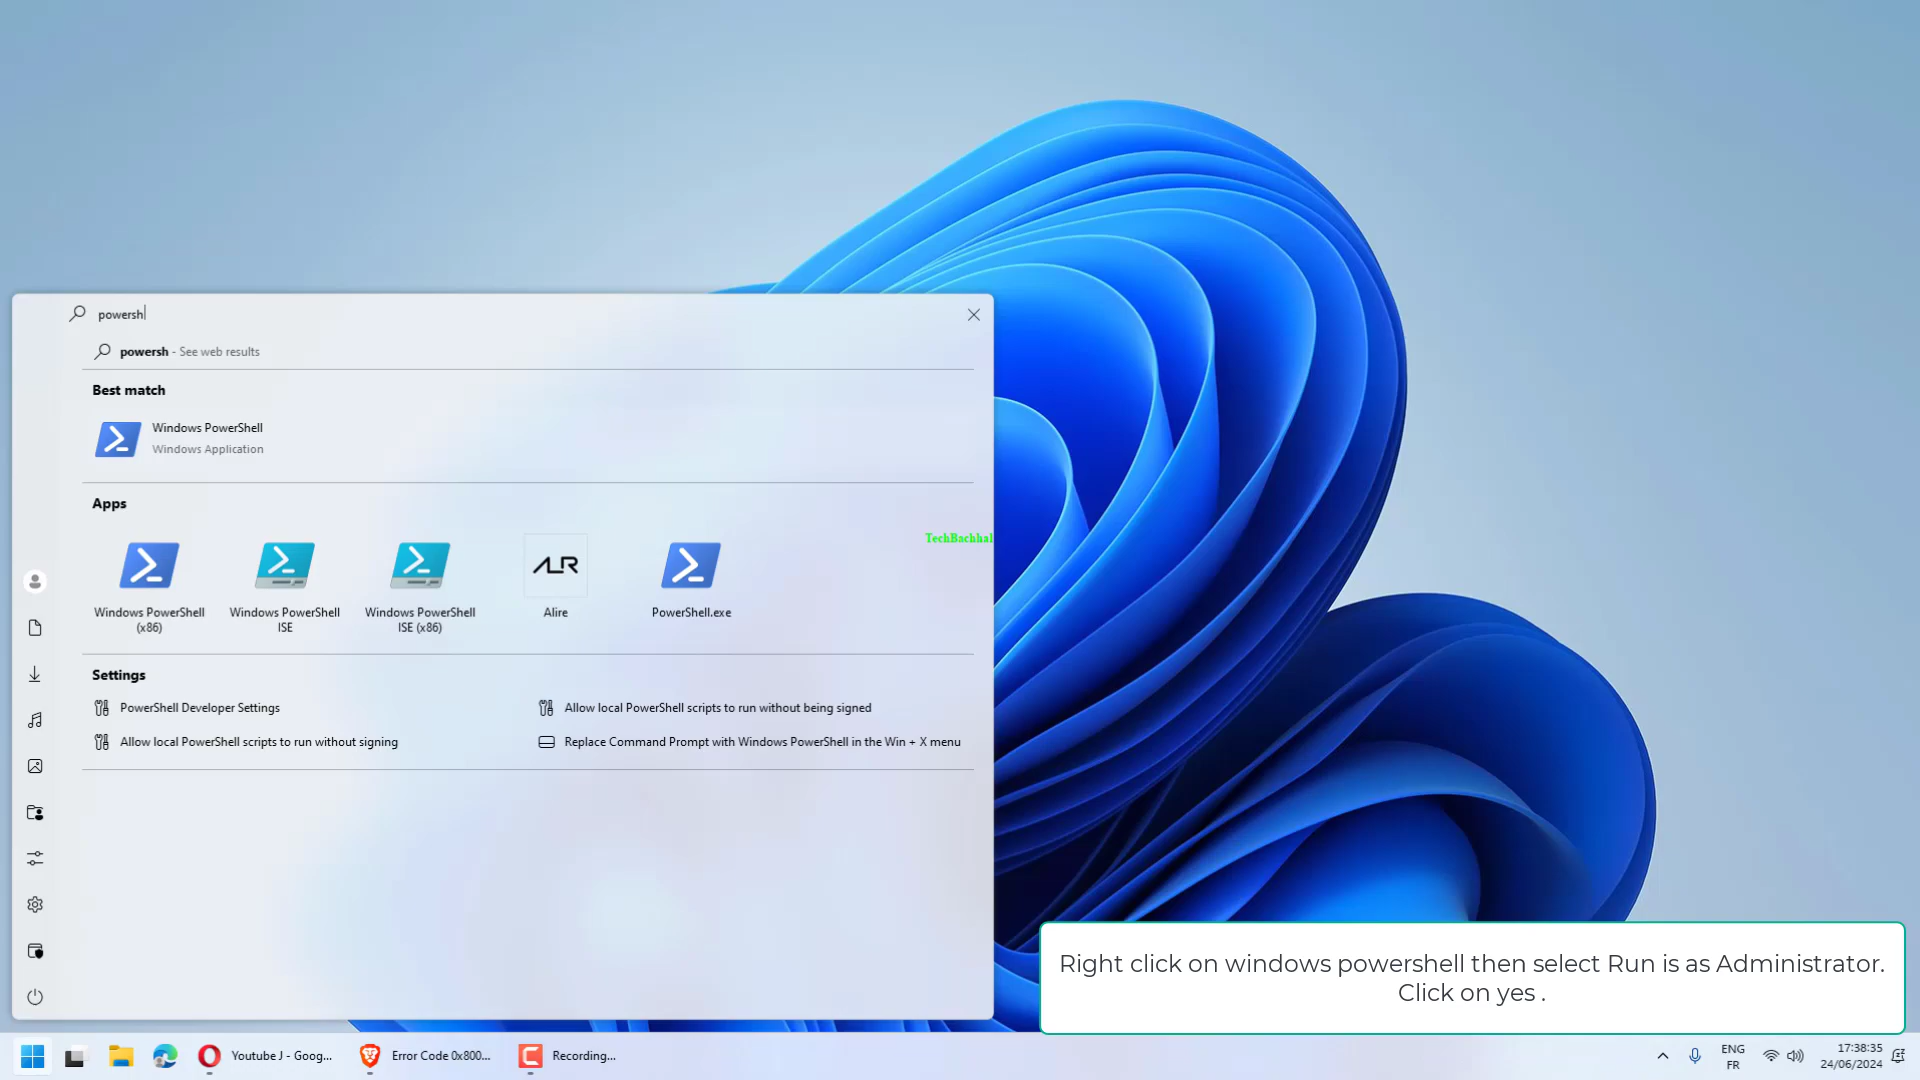 powersh
powersh - See web results
Best match
Windows PowerShell
Windows Application
Apps
TechBachhal
ALR
Windows PowerShell
(x86)
Windows PowerShell
ISE
Windows PowerShell
ISE (x86)
Alire
PowerShell.exe
Settings
PowerShell Developer Settings
Allow local PowerShell scripts to run without being signed
Allow local PowerShell scripts to run without signing
Replace Command Prompt with Windows PowerShell in the Win + X menu
Right click on windows powershell then select Run is as Administrator.
Click on yes .
Youtube J - Goog...
Error Code 0x800...
Recording...
ENG
FR
17:38:35
24/06/2024